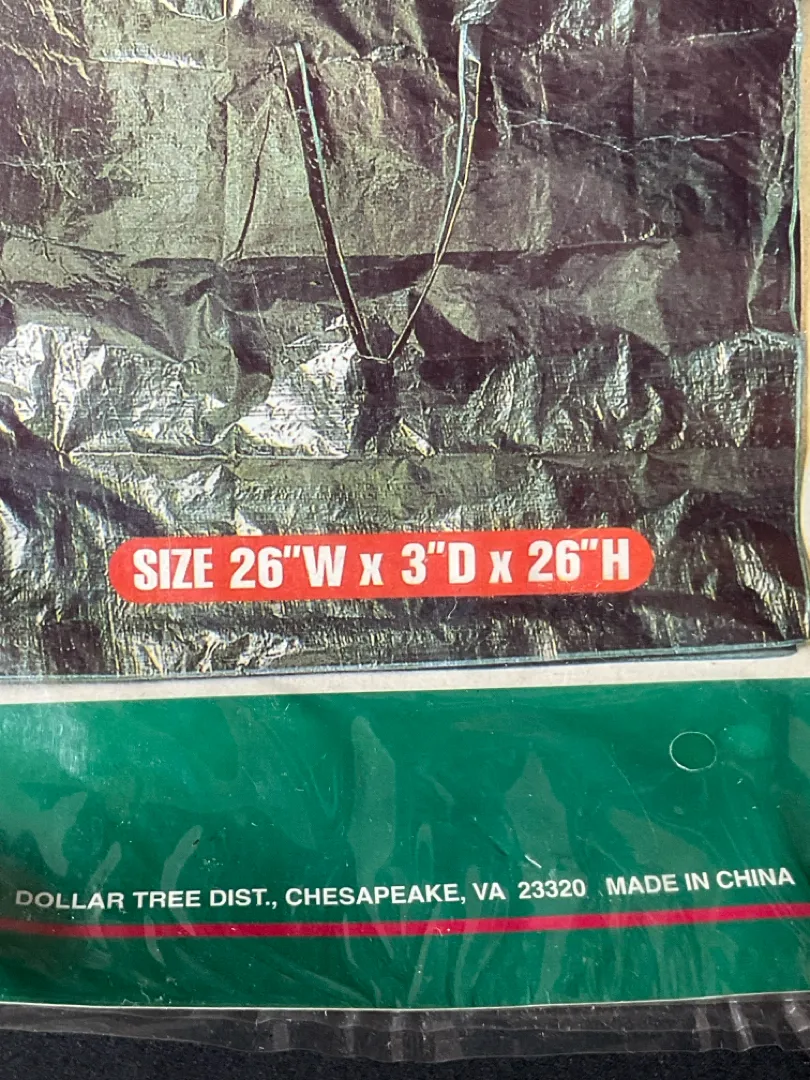 SIZE 26"W x 3"D x 26"H
DOLLAR TREE DIST., CHESAPEAKE, VA 23320 MADE IN CHINA